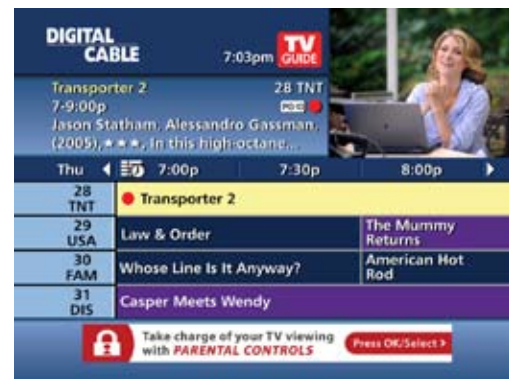 DIGITAL
CABLE
7:03pm
TV
GUIDE
Transporter 2 28 TNT
7-9:00p
Jason Statham, Alessandro Gassman.
(2005),★★★, In this high-octane...
Thu 7:00p 7:30p 8:00p
28
TNT
Transporter 2
29
USA
Law & Order
The Mummy
Returns
30
FAM
Whose Line Is It Anyway?
American Hot
Rod
31
DIS
Casper Meets Wendy
Take charge of your TV viewing
with PARENTAL CONTROLS
Press OK/Select >